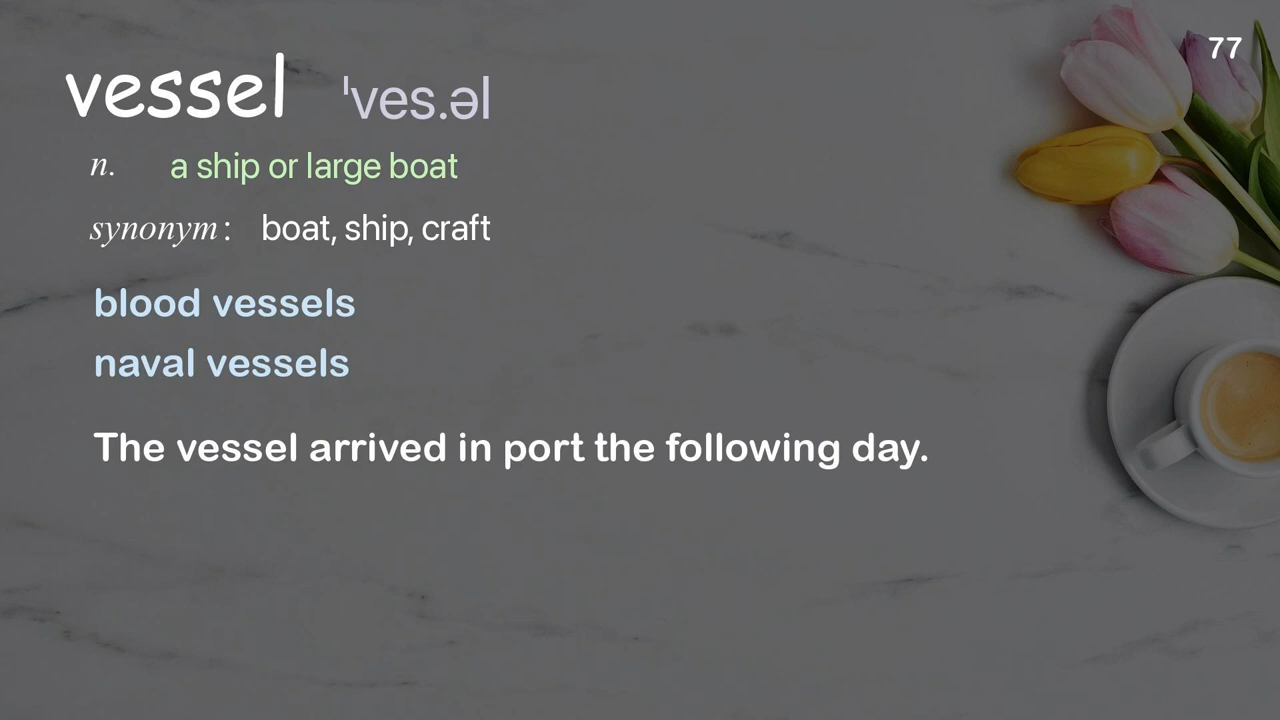 77
vessel ˈves.əl
n. a ship or large boat
synonym: boat, ship, craft
blood vessels
naval vessels
The vessel arrived in port the following day.